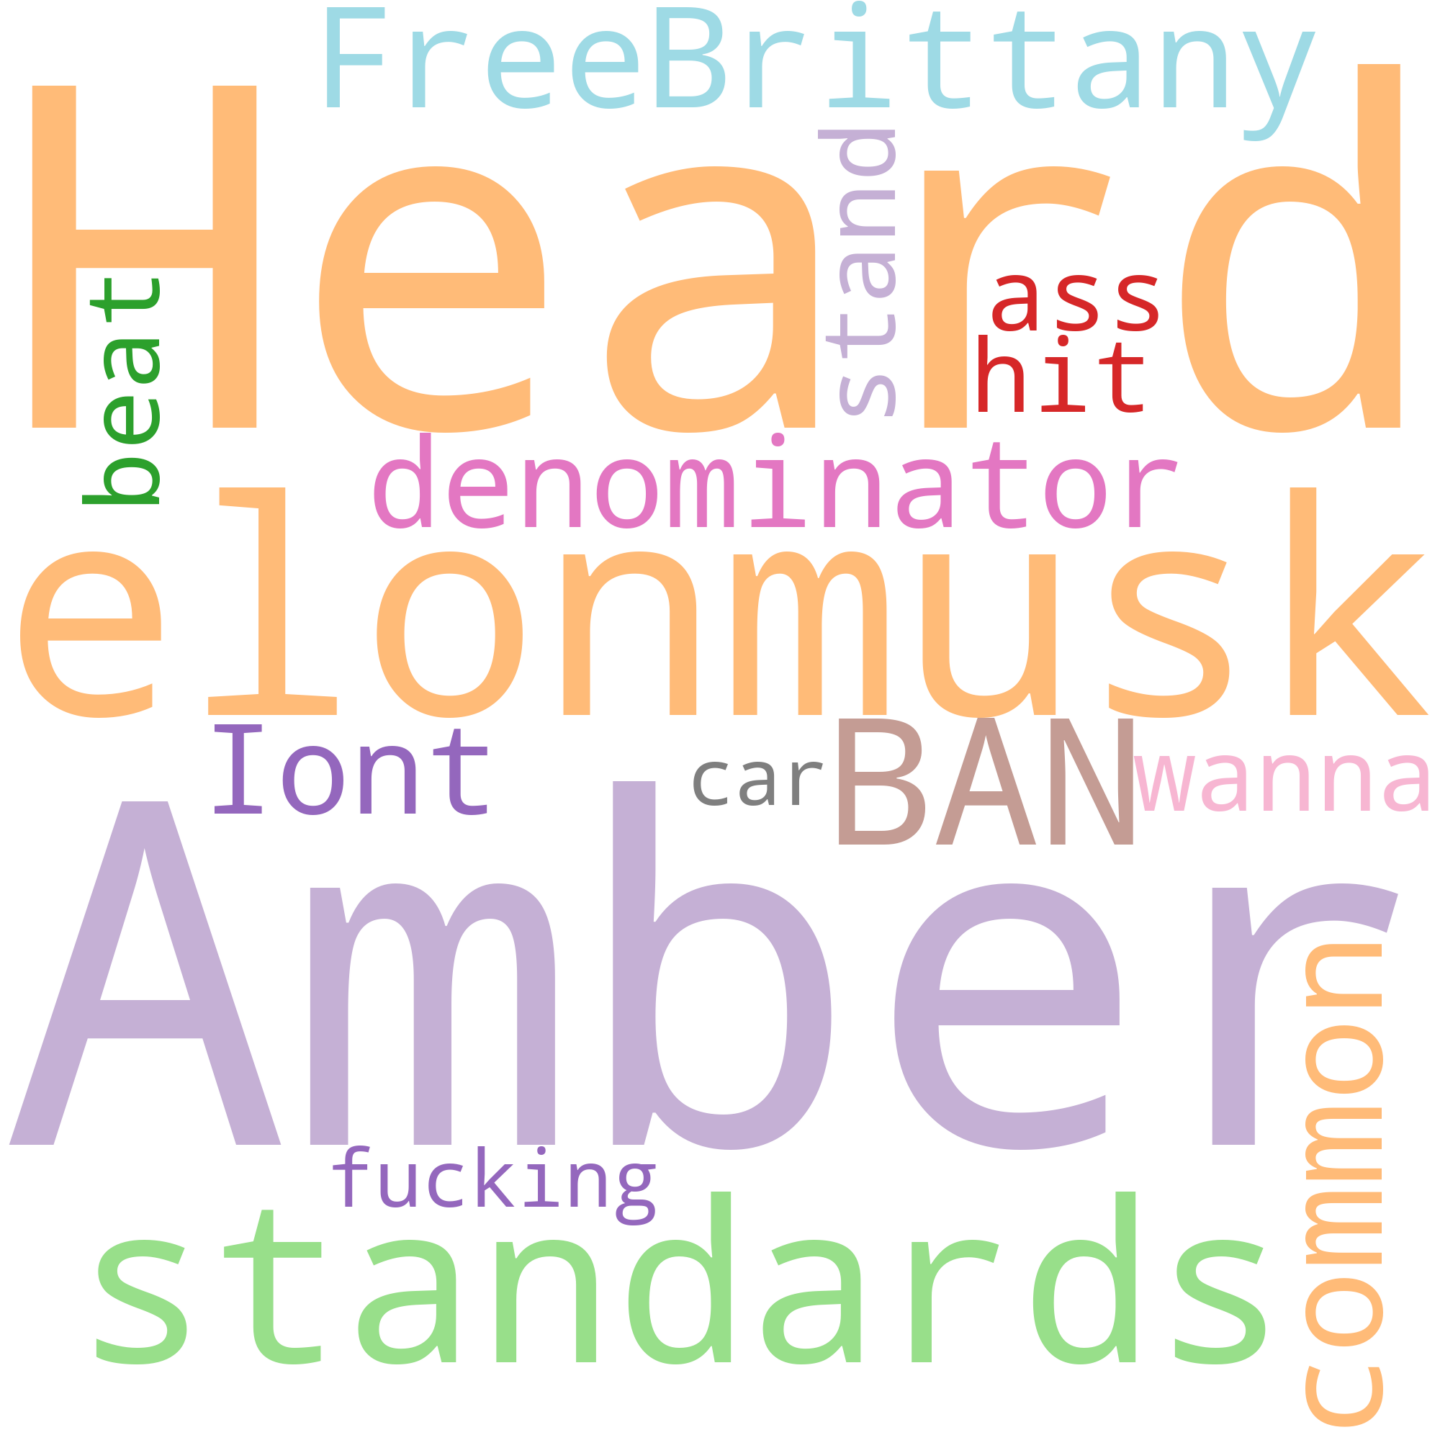 FreeBrittany
Heard
stand
ass
hit
beat
denominator
elonmusk
Iont
car
BAN
wanna
Amber
common
fucking
standards